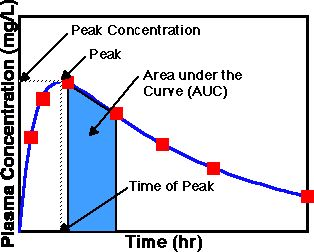 Plasma Concentration (mg/L)
Peak Concentration
Peak
Area under the
Curve (AUC)
Time of Peak
Time (hr)